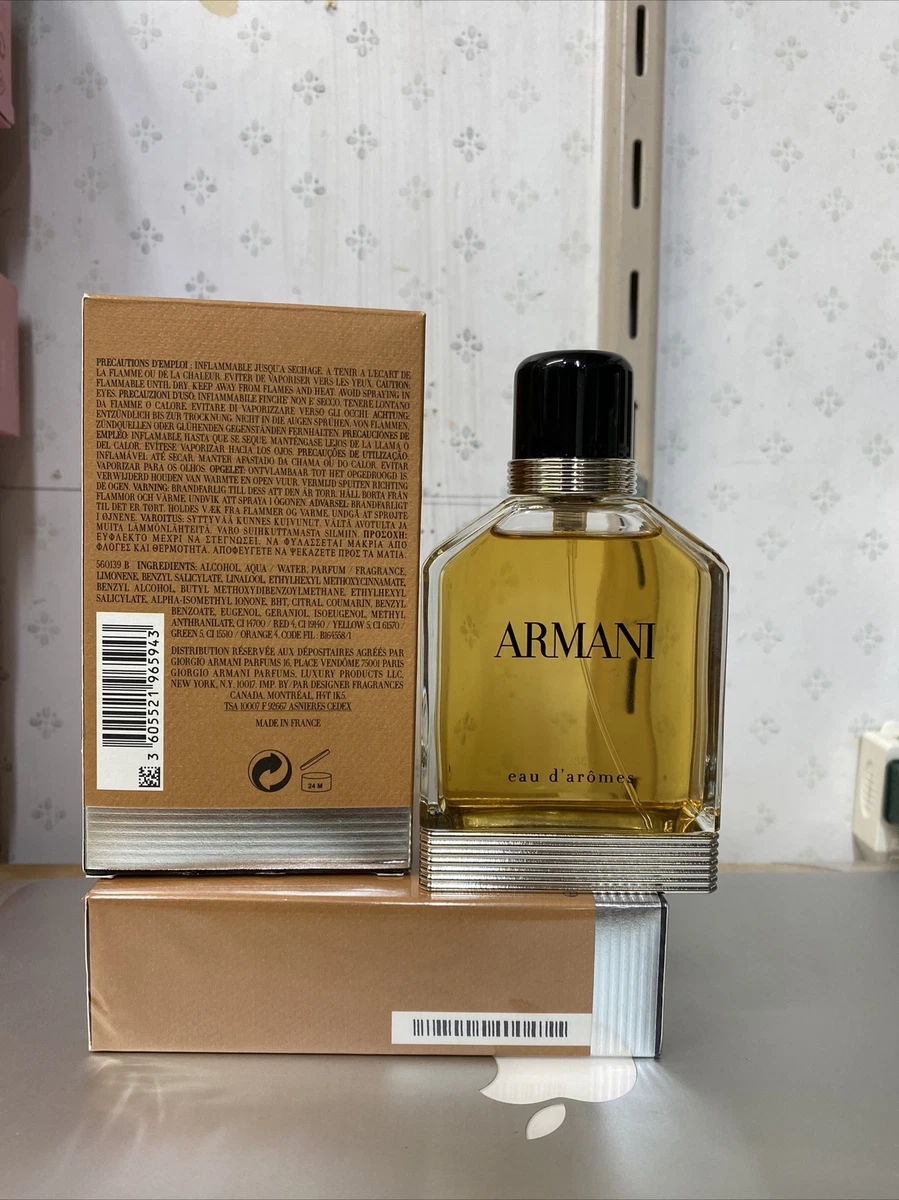 PRECAUTIONS D'EMPLOI : INFLAMMABLE JUSQU'A SECHAGE. A TENIR A L'ECART DE
LA FLAMME OU DE LA CHALEUR. EVITER DE VAPORISER VERS LES YEUX. CAUTION:
FLAMMABLE UNTIL DRY. KEEP AWAY FROM FLAMES AND HEAT. AVOID SPRAYING IN
EYES. PRECAUZIONI D'USO: INFIAMMABILE FINCHE' NON E' SECCO. TENERE LONTANO
DA FIAMME O CALORE. EVITARE DI VAPORIZZARE VERSO GLI OCCHI. ACHTUNG:
ENTZÜNDLICH BIS ZUR TROCKNUNG. NICHT IN DIE AUGEN SPRÜHEN. VON FLAMMEN,
ZÜNDQUELLEN ODER GLÜHENDEN GEGENSTÄNDEN FERNHALTEN. PRECAUCIONES DE
EMPLEO: INFLAMABLE HASTA QUE SE SEQUE. MANTÉNGASE LEJOS DE LA LLAMA O
DEL CALOR. EVÍTESE VAPORIZAR HACIA LOS OJOS. PRECAUÇÕES DE UTILIZAÇÃO:
INFLAMÁVEL ATÉ SECAR. MANTER AFASTADO DA CHAMA OU DO CALOR. EVITAR
VAPORIZAR PARA OS OLHOS. OPGELET: ONTVLAMBAAR TOT HET OPGEDROOGD IS
VERWIJDERD HOUDEN VAN WARMTE EN OPEN VUUR. VERMIJD SPUITEN RICHTING
DE OGEN. VARNING: BRANDFARLIG TILL DESS ATT DEN ÄR TORR. HÅLL BORTA FRÅN
FLAMMOR OCH VÄRME. UNDVIK ATT SPRAYA I ÖGONEN. ADVARSEL: BRANDFARLIGT
TIL DET ER TØRT. HOLDES VÆK FRA FLAMMER OG VARME. UNDGÅ AT SPRØJTE
I ØJNENE. VAROITUS: SYTTYVÄÄ KUNNES KUIVUNUT. VÄLTÄ AVOTULTA JA
MUITA LÄMMÖNLÄHTEITÄ. VARO SUIHKUTTAMASTA SILMIIN. ΠΡΟΣΟΧΗ:
ΕΥΦΛΕΚΤΟ ΜΕΧΡΙ ΝΑ ΣΤΕΓΝΩΣΕΙ. ΝΑ ΦΥΛΑΣΣΕΤΑΙ ΜΑΚΡΙΑ ΑΠΟ
ΦΛΟΓΕΣ ΚΑΙ ΘΕΡΜΟΤΗΤΑ. ΑΠΟΦΕΥΓΕΤΕ ΝΑ ΨΕΚΑΖΕΤΕ ΠΡΟΣ ΤΑ ΜΑΤΙΑ.
560139 B INGREDIENTS: ALCOHOL, AQUA / WATER, PARFUM / FRAGRANCE,
LIMONENE, BENZYL SALICYLATE, LINALOOL, ETHYLHEXYL METHOXYCINNAMATE,
BENZYL ALCOHOL, BUTYL METHOXYDIBENZOYLMETHANE, ETHYLHEXYL
SALICYLATE, ALPHA-ISOMETHYL IONONE, BHT, CITRAL, COUMARIN, BENZYL
BENZOATE, EUGENOL, GERANIOL, ISOEUGENOL, METHYL
ANTHRANILATE, CI 14700 / RED 4, CI 19140 / YELLOW 5, CI 61570 /
GREEN 5, CI 15510 / ORANGE 4. CODE FIL : B164558/1
DISTRIBUTION RÉSERVÉE AUX DÉPOSITAIRES AGRÉÉS PAR
GIORGIO ARMANI PARFUMS 16, PLACE VENDÔME 75001 PARIS
GIORGIO ARMANI PARFUMS, LUXURY PRODUCTS LLC,
NEW YORK, N.Y. 10017 IMP. BY/PAR DESIGNER FRAGRANCES
CANADA, MONTRÉAL, H4T 1K5.
TSA 10007 F 92667 ASNIERES CEDEX
MADE IN FRANCE
3 605521 965943
24 M
ARMANI
eau d'arômes